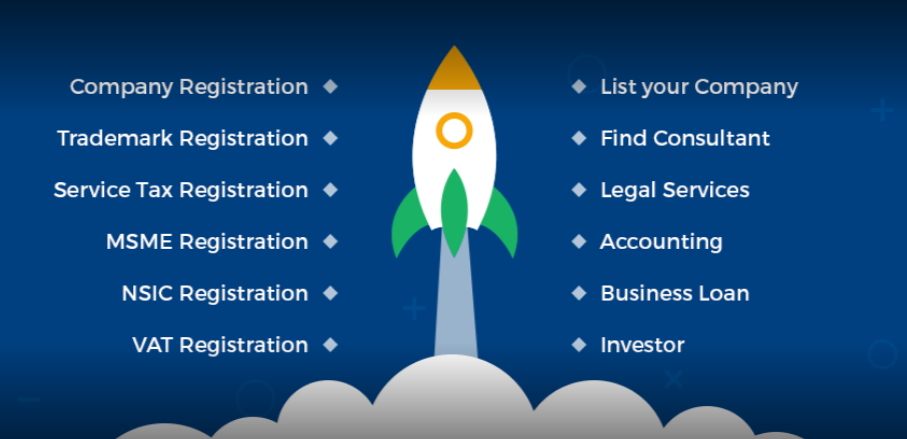 Company Registration
Trademark Registration
Service Tax Registration
MSME Registration
NSIC Registration
VAT Registration
List your Company
Find Consultant
Legal Services
Accounting
Business Loan
Investor